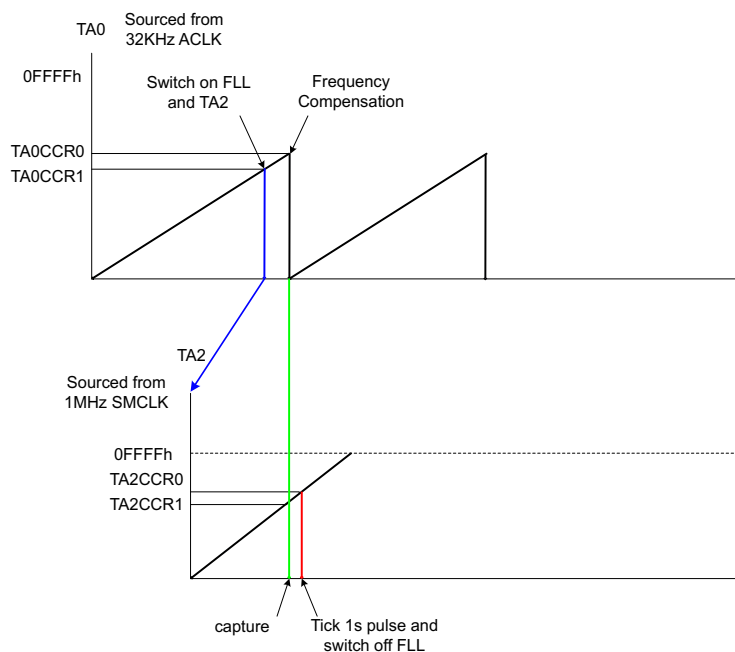 TA0
Sourced from
32KHz ACLK
0FFFFh
Switch on FLL
and TA2
Frequency
Compensation
TA0CCR0
TA0CCR1
TA2
Sourced from
1MHz SMCLK
0FFFFh
TA2CCR0
TA2CCR1
capture
Tick 1s pulse and
switch off FLL